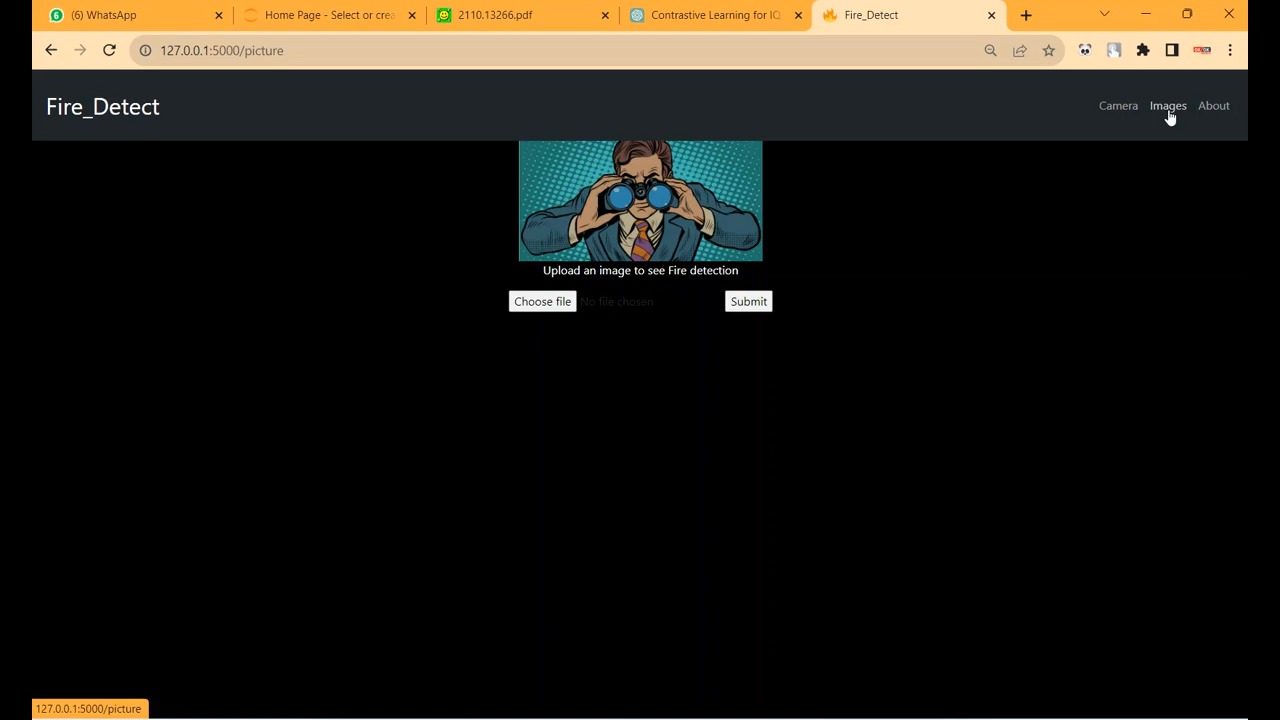 6 (6) WhatsApp
Home Page - Select or crea
2110.13266.pdf
Contrastive Learning for IQ
Fire_Detect
127.0.0.1:5000/picture
Fire_Detect
Camera Images About
Upload an image to see Fire detection
Choose file No file chosen Submit
127.0.0.1:5000/picture